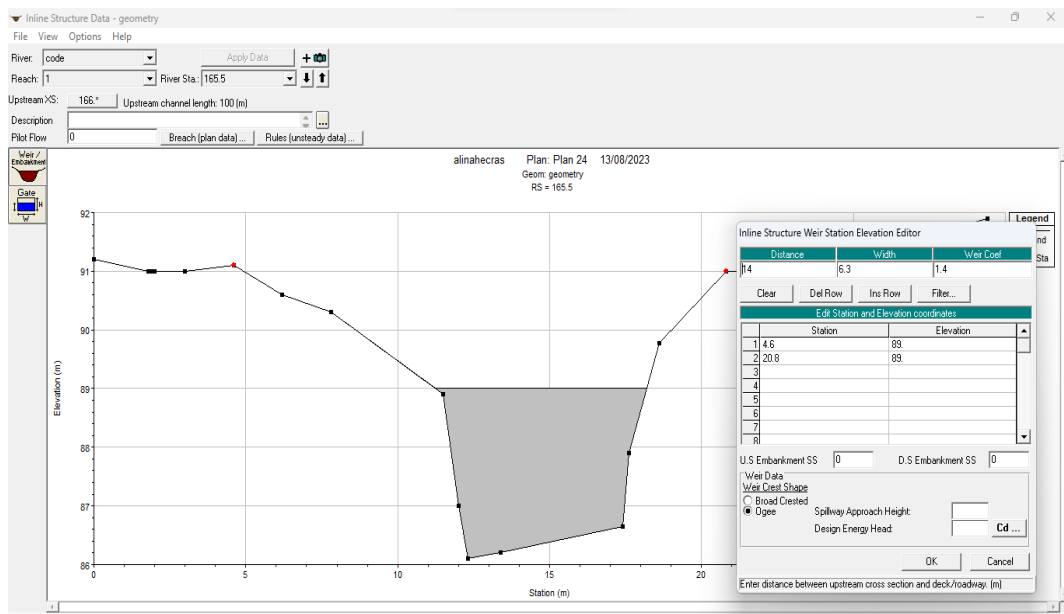 Inline Structure Data - geometry
File View Options Help
River: code Apply Data
Reach: 1 River Sta.: 165.5
Upstream XS: 166.* Upstream channel length: 100 (m)
Description ...
Pilot Flow 0 Breach (plan data) ... Rules (unsteady data) ...
Weir / Embankment
Gate
H
W
alinahecras Plan: Plan 24 13/08/2023
Geom: geometry
RS = 165.5
Legend
nd
Sta
Elevation (m)
92
91
90
89
88
87
86
0 5 10 15 20
Station (m)
Inline Structure Weir Station Elevation Editor
Distance Width Weir Coef
14 6.3 1.4
Clear Del Row Ins Row Filter...
Edit Station and Elevation coordinates
Station Elevation
1 4.6 89.
2 20.8 89.
3
4
5
6
7
8
U.S Embankment SS 0 D.S Embankment SS 0
Weir Data
Weir Crest Shape
Broad Crested
Ogee Spillway Approach Height:
Design Energy Head: Cd ...
OK Cancel
Enter distance between upstream cross section and deck/roadway. (m)